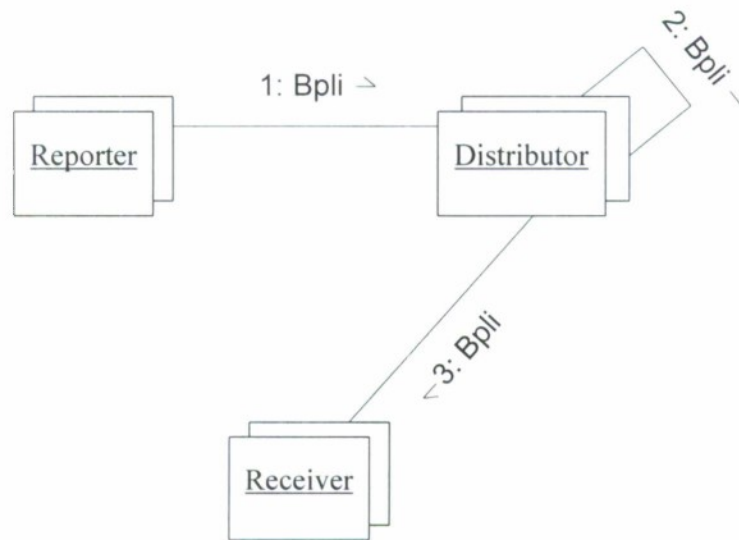 1: Bpli
2: Bpli
Reporter
Distributor
3: Bpli
Receiver